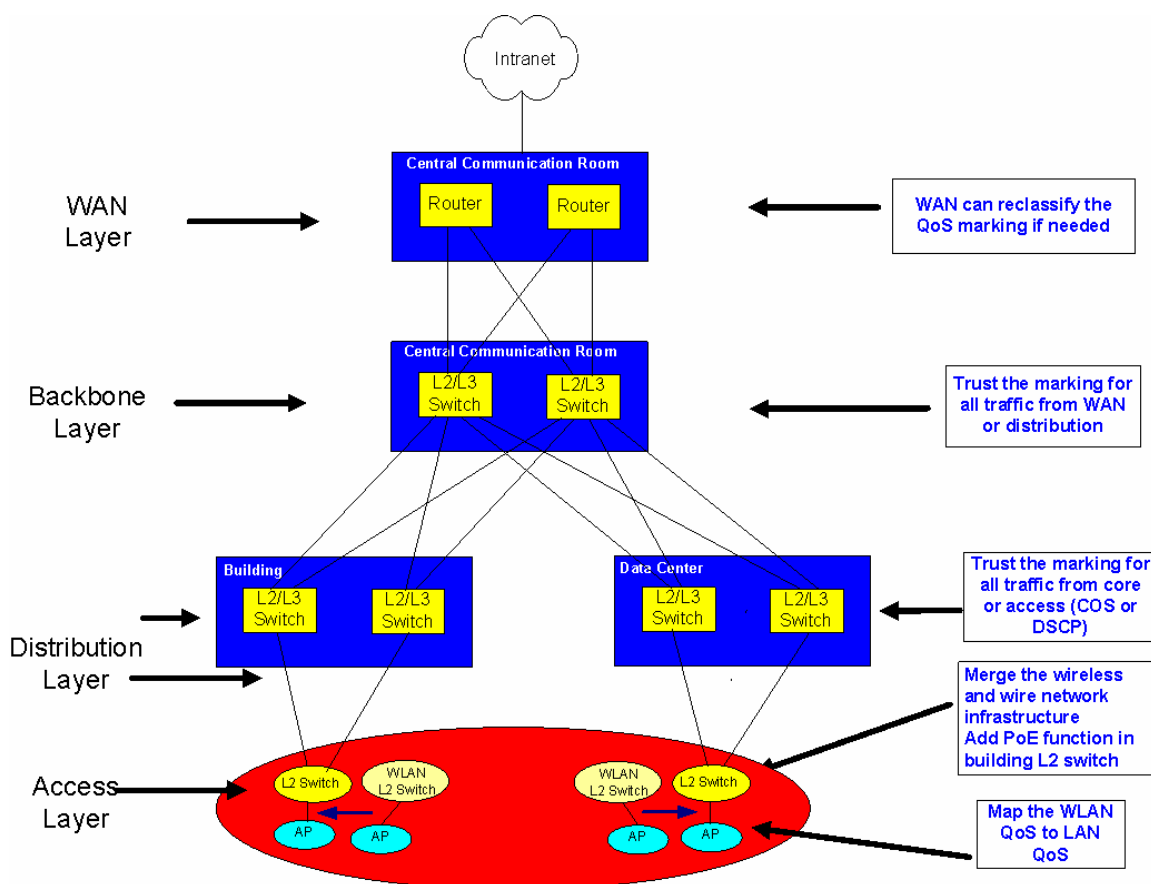 Intranet
Central Communication Room
Router
Router
WAN
Layer
WAN can reclassify the
QoS marking if needed
Central Communication Room
L2/L3
Switch
L2/L3
Switch
Backbone
Layer
Trust the marking for
all traffic from WAN
or distribution
Building
L2/L3
Switch
L2/L3
Switch
Data Center
L2/L3
Switch
L2/L3
Switch
Trust the marking for
all traffic from core
or access (COS or
DSCP)
Distribution
Layer
Merge the wireless
and wire network
infrastructure
Add PoE function in
building L2 switch
Access
Layer
L2 Switch
WLAN
L2 Switch
AP
AP
WLAN
L2 Switch
L2 Switch
AP
AP
Map the WLAN
QoS to LAN
QoS